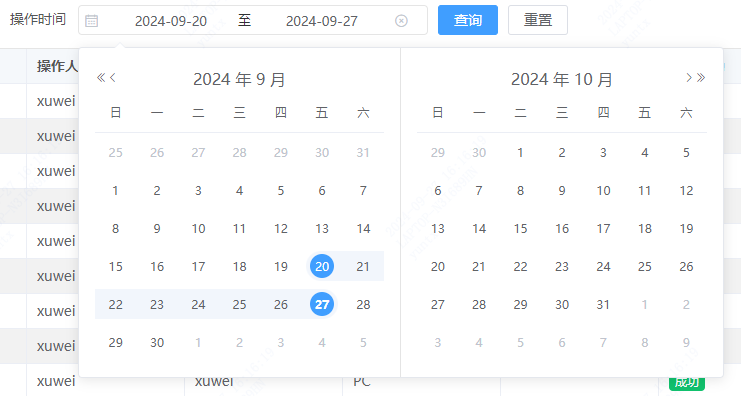 操作时间 2024-09-20 至 2024-09-27 查询 重置
操作人
2024 年 9 月
日 一 二 三 四 五 六
25 26 27 28 29 30 31
1 2 3 4 5 6 7
8 9 10 11 12 13 14
15 16 17 18 19 20 21
22 23 24 25 26 27 28
29 30 1 2 3 4 5
2024 年 10 月
日 一 二 三 四 五 六
29 30 1 2 3 4 5
6 7 8 9 10 11 12
13 14 15 16 17 18 19
20 21 22 23 24 25 26
27 28 29 30 31 1 2
3 4 5 6 7 8 9
xuwei
xuwei
xuwei
xuwei
xuwei
xuwei
xuwei
xuwei
xuwei xuwei PC 成功